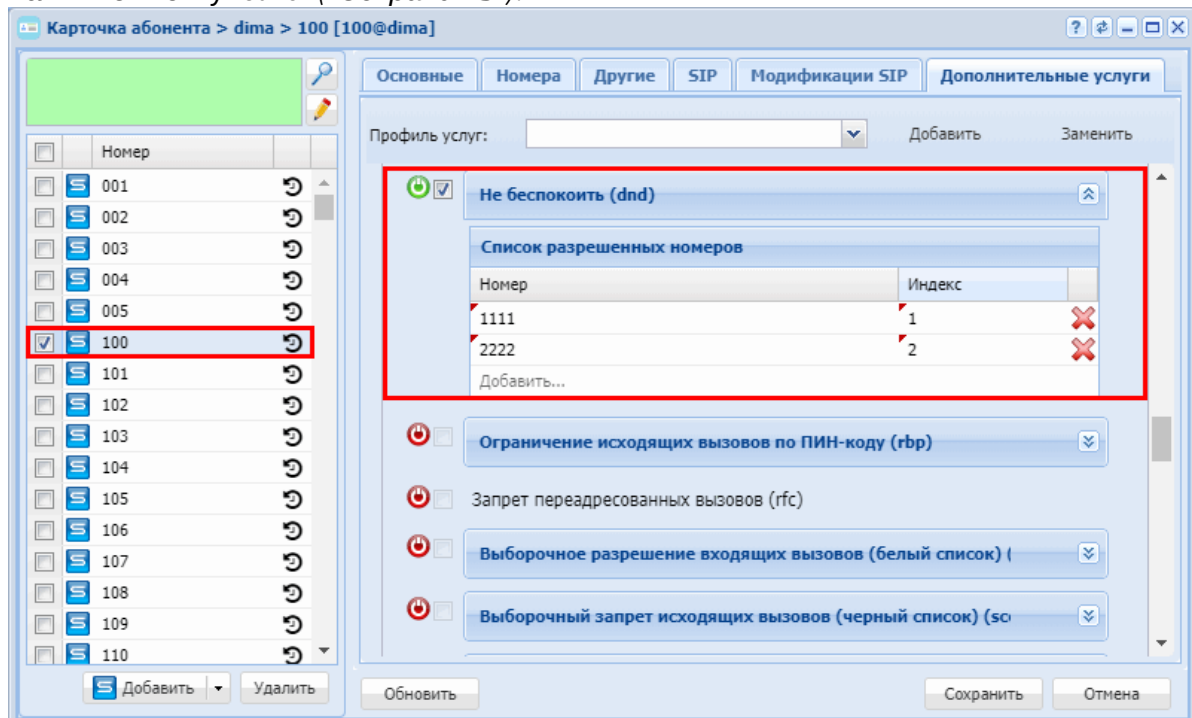 Карточка абонента > dima > 100 [100@dima]
Основные Номера Другие SIP Модификации SIP Дополнительные услуги
Профиль услуг: Добавить Заменить
Номер
001
002
003
004
005
100
101
102
103
104
105
106
107
108
109
110
Добавить Удалить
Не беспокоить (dnd)
Список разрешенных номеров
Номер Индекс
1111 1
2222 2
Добавить...
Ограничение исходящих вызовов по ПИН-коду (rbp)
Запрет переадресованных вызовов (rfc)
Выборочное разрешение входящих вызовов (белый список) (
Выборочный запрет исходящих вызовов (черный список) (sco
Обновить Сохранить Отмена